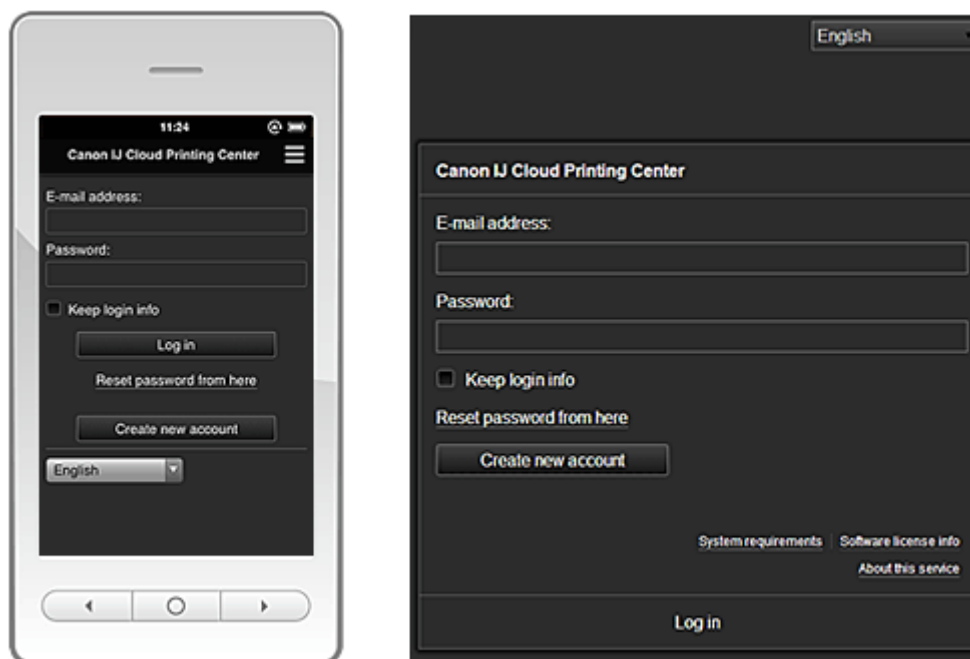 11:24
Canon IJ Cloud Printing Center
E-mail address:
Password:
Keep login info
Log in
Reset password from here
Create new account
English
English
Canon IJ Cloud Printing Center
E-mail address:
Password:
Keep login info
Reset password from here
Create new account
System requirements
Software license info
About this service
Log in